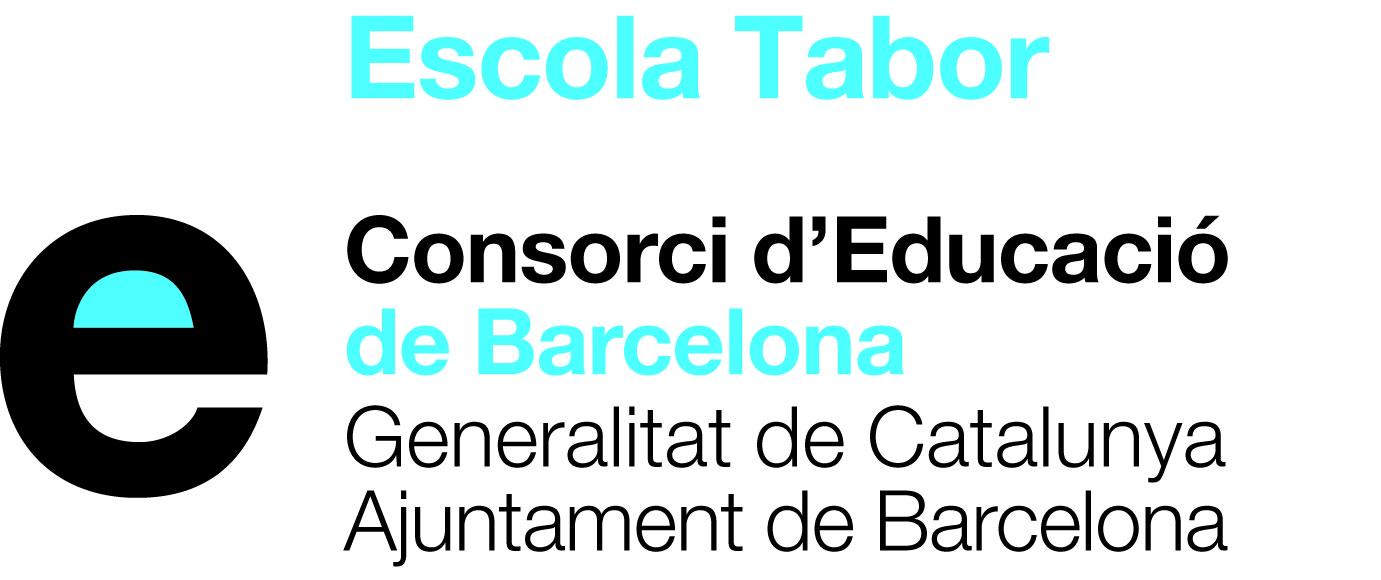 Escola Tabor
e
Consorci d’Educació
de Barcelona
Generalitat de Catalunya
Ajuntament de Barcelona